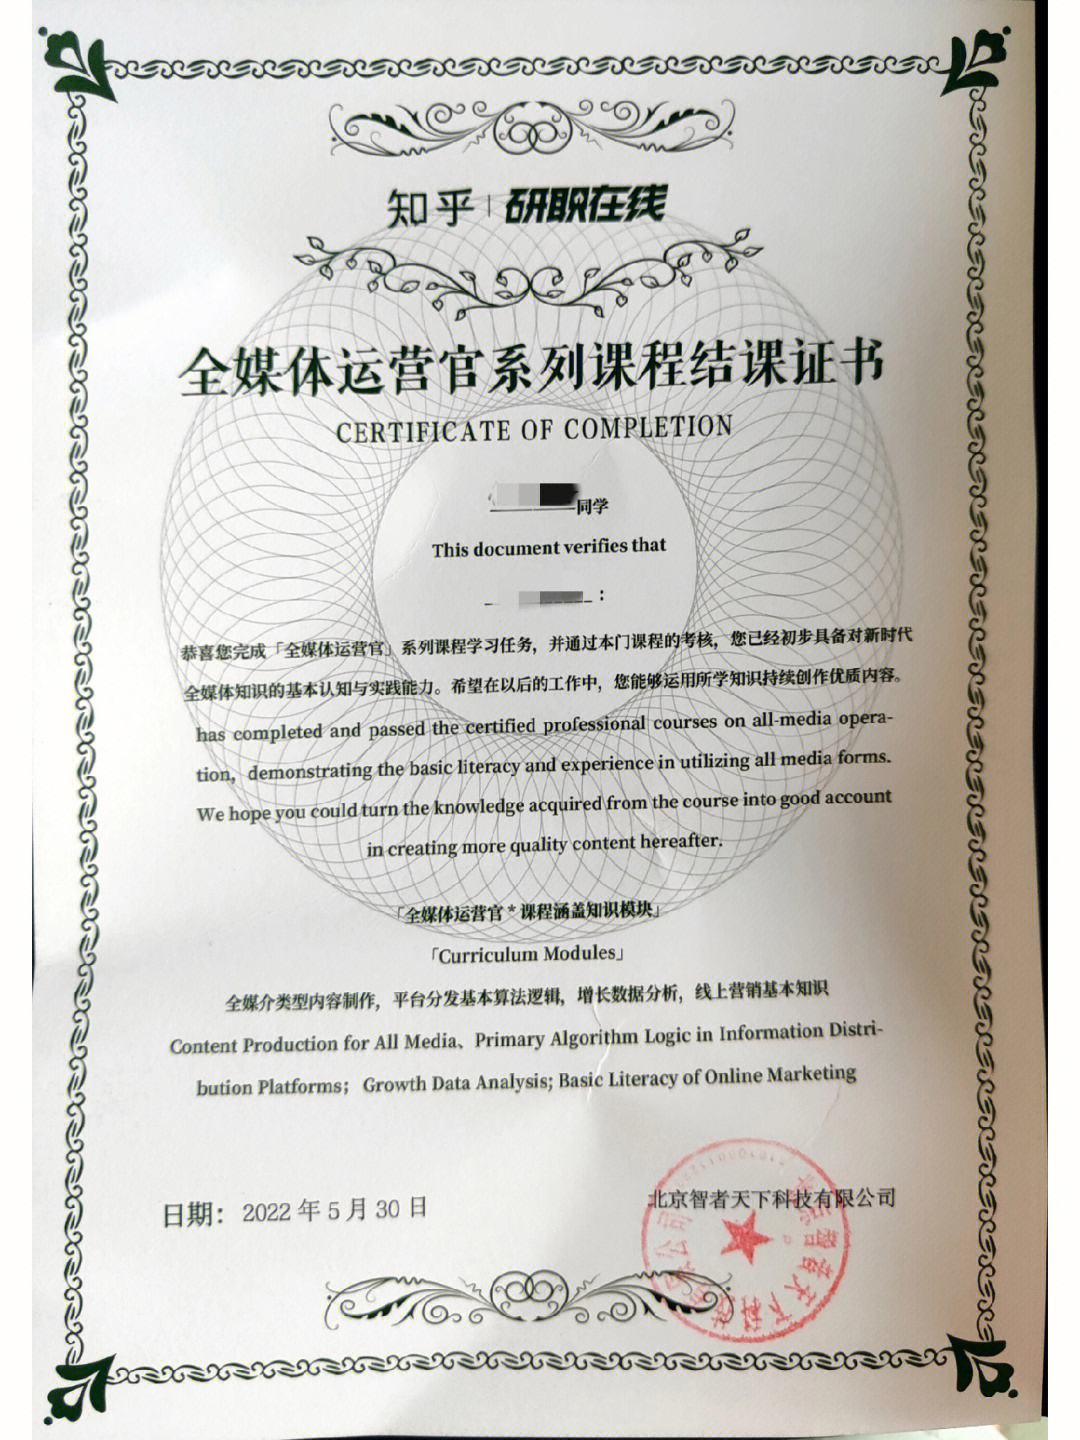 知乎 | 研职在线
全媒体运营官系列课程结课证书
CERTIFICATE OF COMPLETION
同学
This document verifies that
:
恭喜您完成「全媒体运营官」系列课程学习任务，并通过本门课程的考核，您已经初步具备对新时代
全媒体知识的基本认知与实践能力。希望在以后的工作中，您能够运用所学知识持续创作优质内容。
has completed and passed the certified professional courses on all-media opera-
tion, demonstrating the basic literacy and experience in utilizing all media forms.
We hope you could turn the knowledge acquired from the course into good account
in creating more quality content hereafter.
「全媒体运营官*课程涵盖知识模块」
「Curriculum Modules」
全媒介类型内容制作，平台分发基本算法逻辑，增长数据分析，线上营销基本知识
Content Production for All Media、Primary Algorithm Logic in Information Distri-
bution Platforms； Growth Data Analysis; Basic Literacy of Online Marketing
日期： 2022 年 5 月 30 日
北京智者天下科技有限公司
北京智者天下科技有限公司